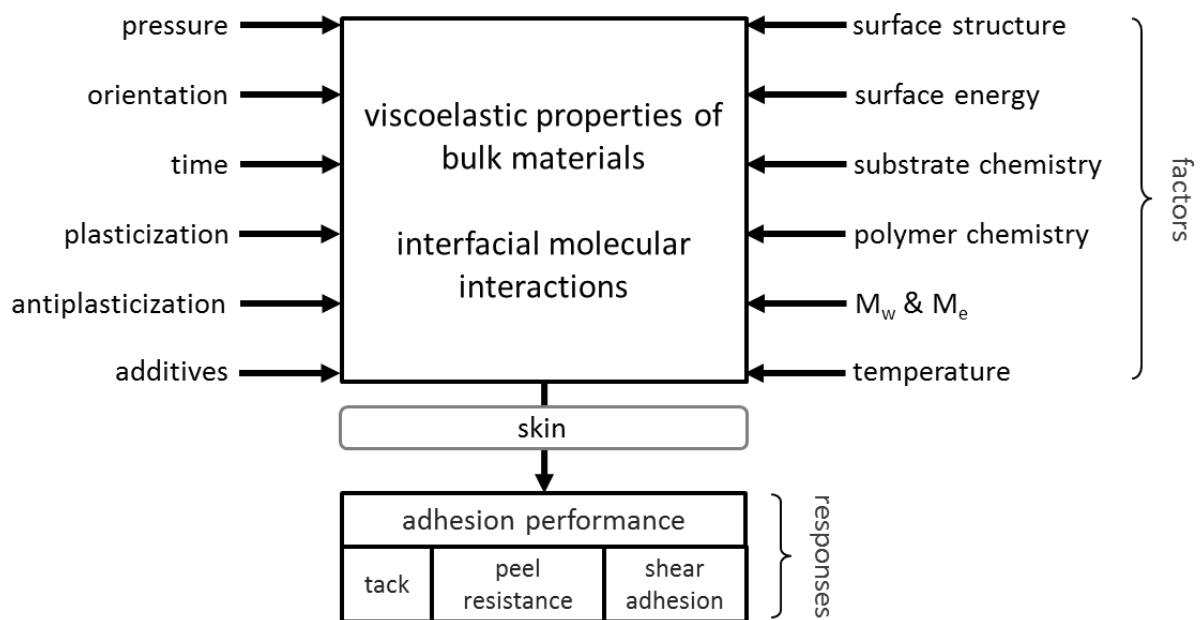 pressure
orientation
time
plasticization
antiplasticization
additives
viscoelastic properties of
bulk materials
interfacial molecular
interactions
surface structure
surface energy
substrate chemistry
polymer chemistry
Mw & Me
temperature
factors
skin
adhesion performance
tack
peel
resistance
shear
adhesion
responses